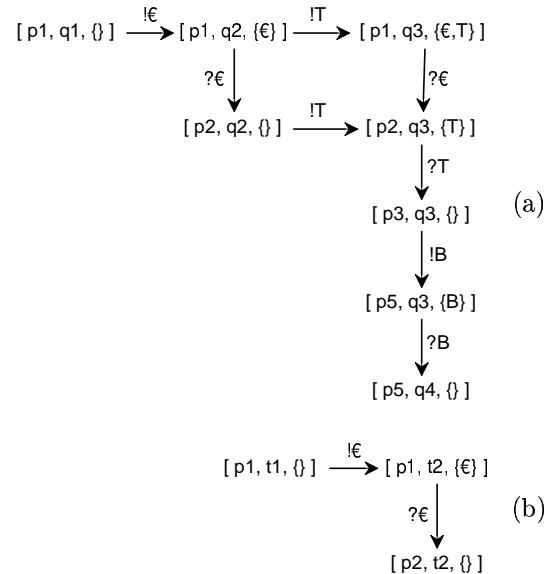 [ p1, q1, {} ] !€ [ p1, q2, {€} ] !T [ p1, q3, {€,T} ]
?€ ?€
[ p2, q2, {} ] !T [ p2, q3, {T} ]
?T
[ p3, q3, {} ] (a)
!B
[ p5, q3, {B} ]
?B
[ p5, q4, {} ]
[ p1, t1, {} ] !€ [ p1, t2, {€} ]
?€ (b)
[ p2, t2, {} ]